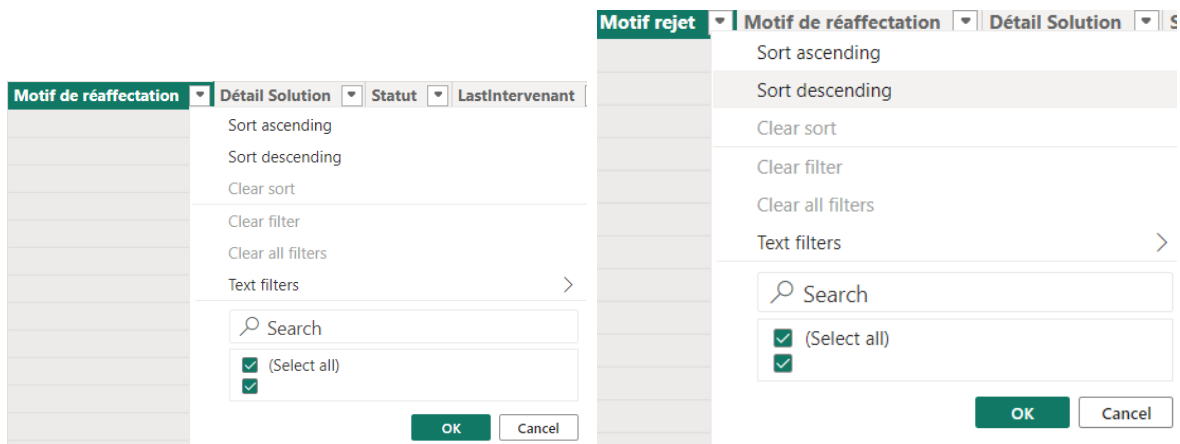 Motif de réaffectation Détail Solution Statut LastIntervenant
Sort ascending
Sort descending
Clear sort
Clear filter
Clear all filters
Text filters
Search
(Select all)
OK Cancel
Motif rejet Motif de réaffectation Détail Solution S
Sort ascending
Sort descending
Clear sort
Clear filter
Clear all filters
Text filters
Search
(Select all)
OK Cancel